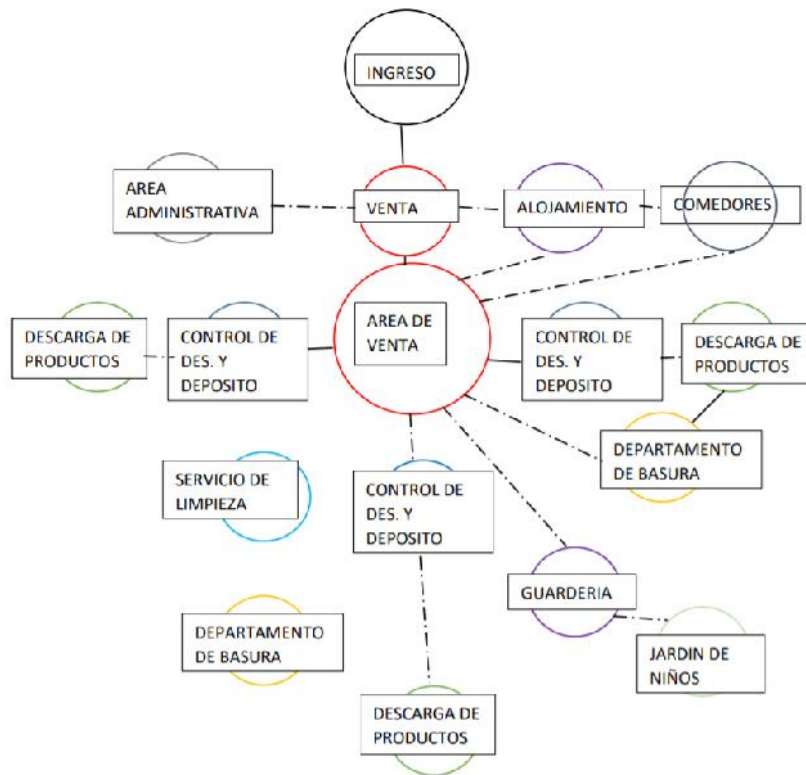 INGRESO
AREA
ADMINISTRATIVA
VENTA
ALOJAMIENTO
COMEDORES
DESCARGA DE
PRODUCTOS
CONTROL DE
DES. Y
DEPOSITO
AREA DE
VENTA
CONTROL DE
DES. Y
DEPOSITO
DESCARGA DE
PRODUCTOS
DEPARTAMENTO
DE BASURA
SERVICIO DE
LIMPIEZA
CONTROL DE
DES. Y
DEPOSITO
GUARDERIA
DEPARTAMENTO
DE BASURA
JARDIN DE
NIÑOS
DESCARGA DE
PRODUCTOS